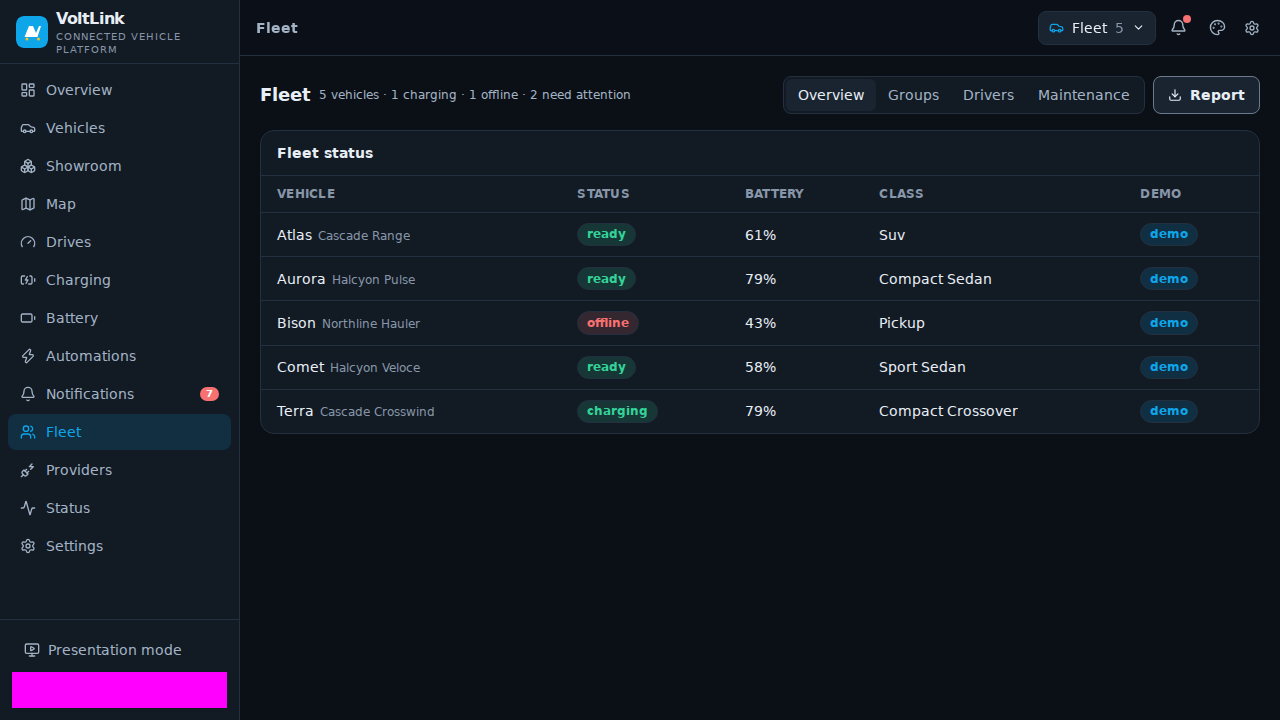 VoltLink
CONNECTED VEHICLE
PLATFORM
Overview
Vehicles
Showroom
Map
Drives
Charging
Battery
Automations
Notifications 7
Fleet
Providers
Status
Settings
Presentation mode
Fleet
Fleet 5
Fleet 5 vehicles · 1 charging · 1 offline · 2 need attention
Overview Groups Drivers Maintenance Report
Fleet status
VEHICLE STATUS BATTERY CLASS DEMO
Atlas Cascade Range ready 61% Suv demo
Aurora Halcyon Pulse ready 79% Compact Sedan demo
Bison Northline Hauler offline 43% Pickup demo
Comet Halcyon Veloce ready 58% Sport Sedan demo
Terra Cascade Crosswind charging 79% Compact Crossover demo